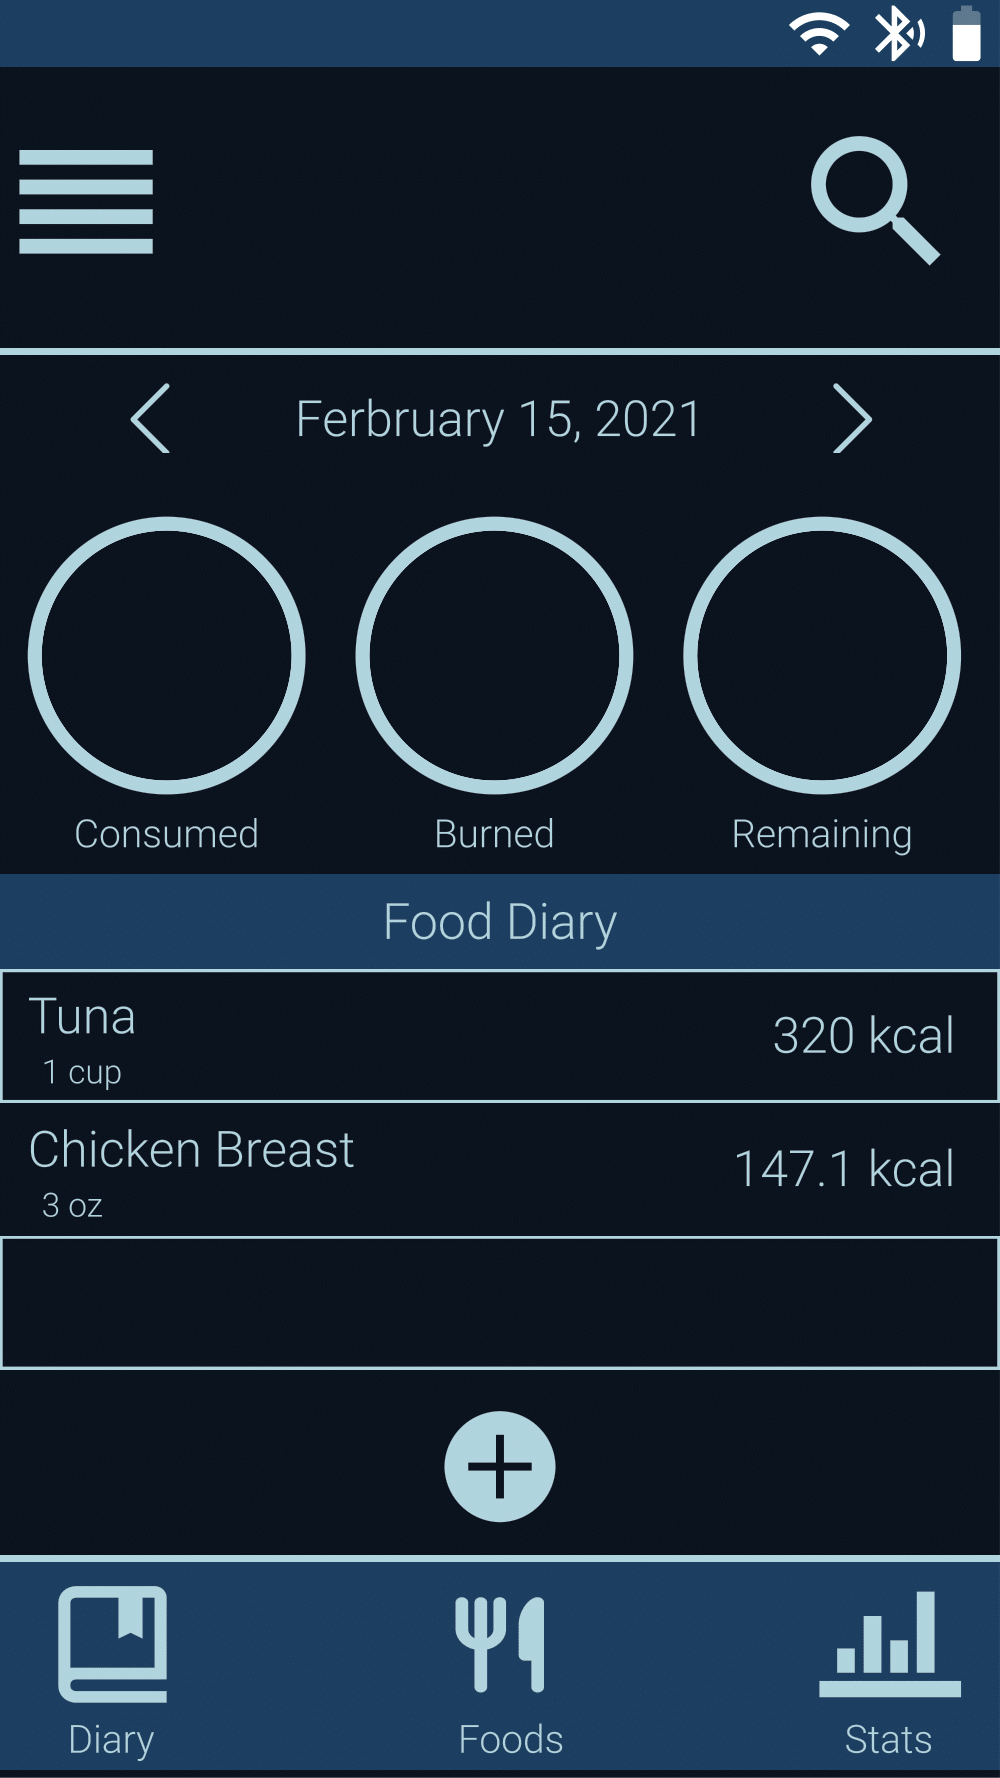 Ferbruary 15, 2021
Consumed
Burned
Remaining
Food Diary
Tuna
320 kcal
1 cup
Chicken Breast
147.1 kcal
3 oz
Diary
Foods
Stats